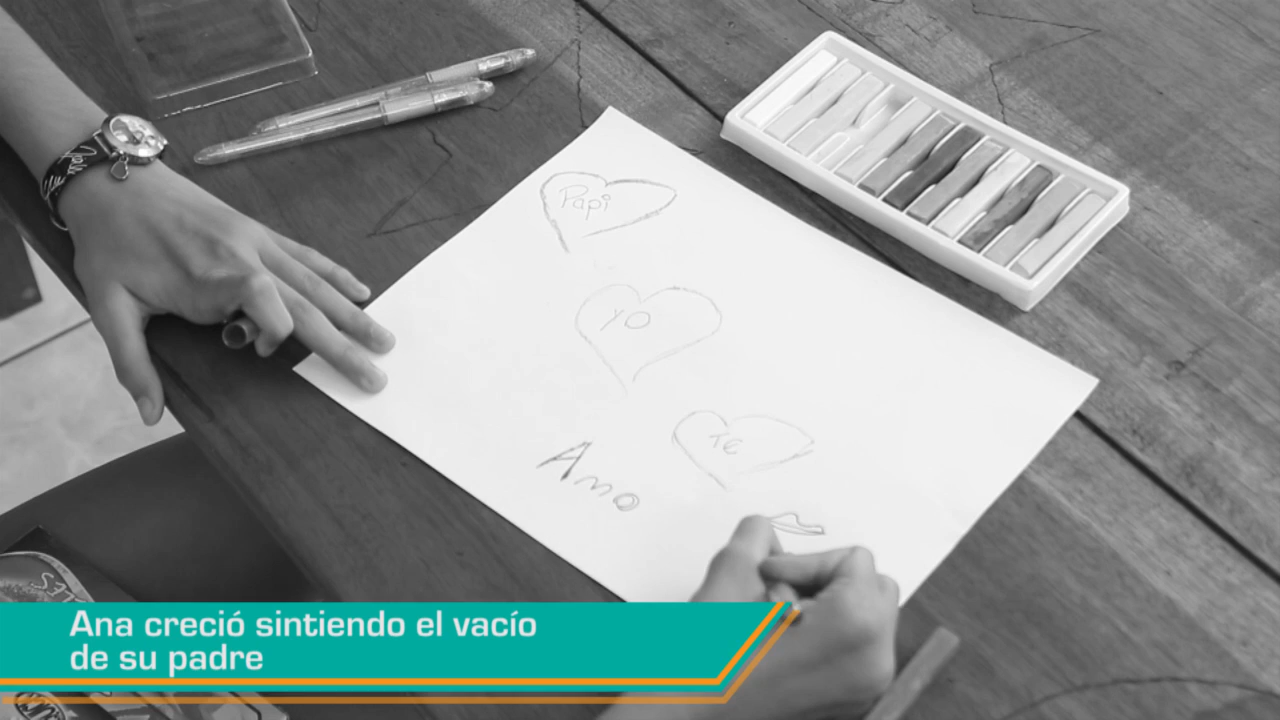 Papi
yo
te
Amo
Ana creció sintiendo el vacío
de su padre